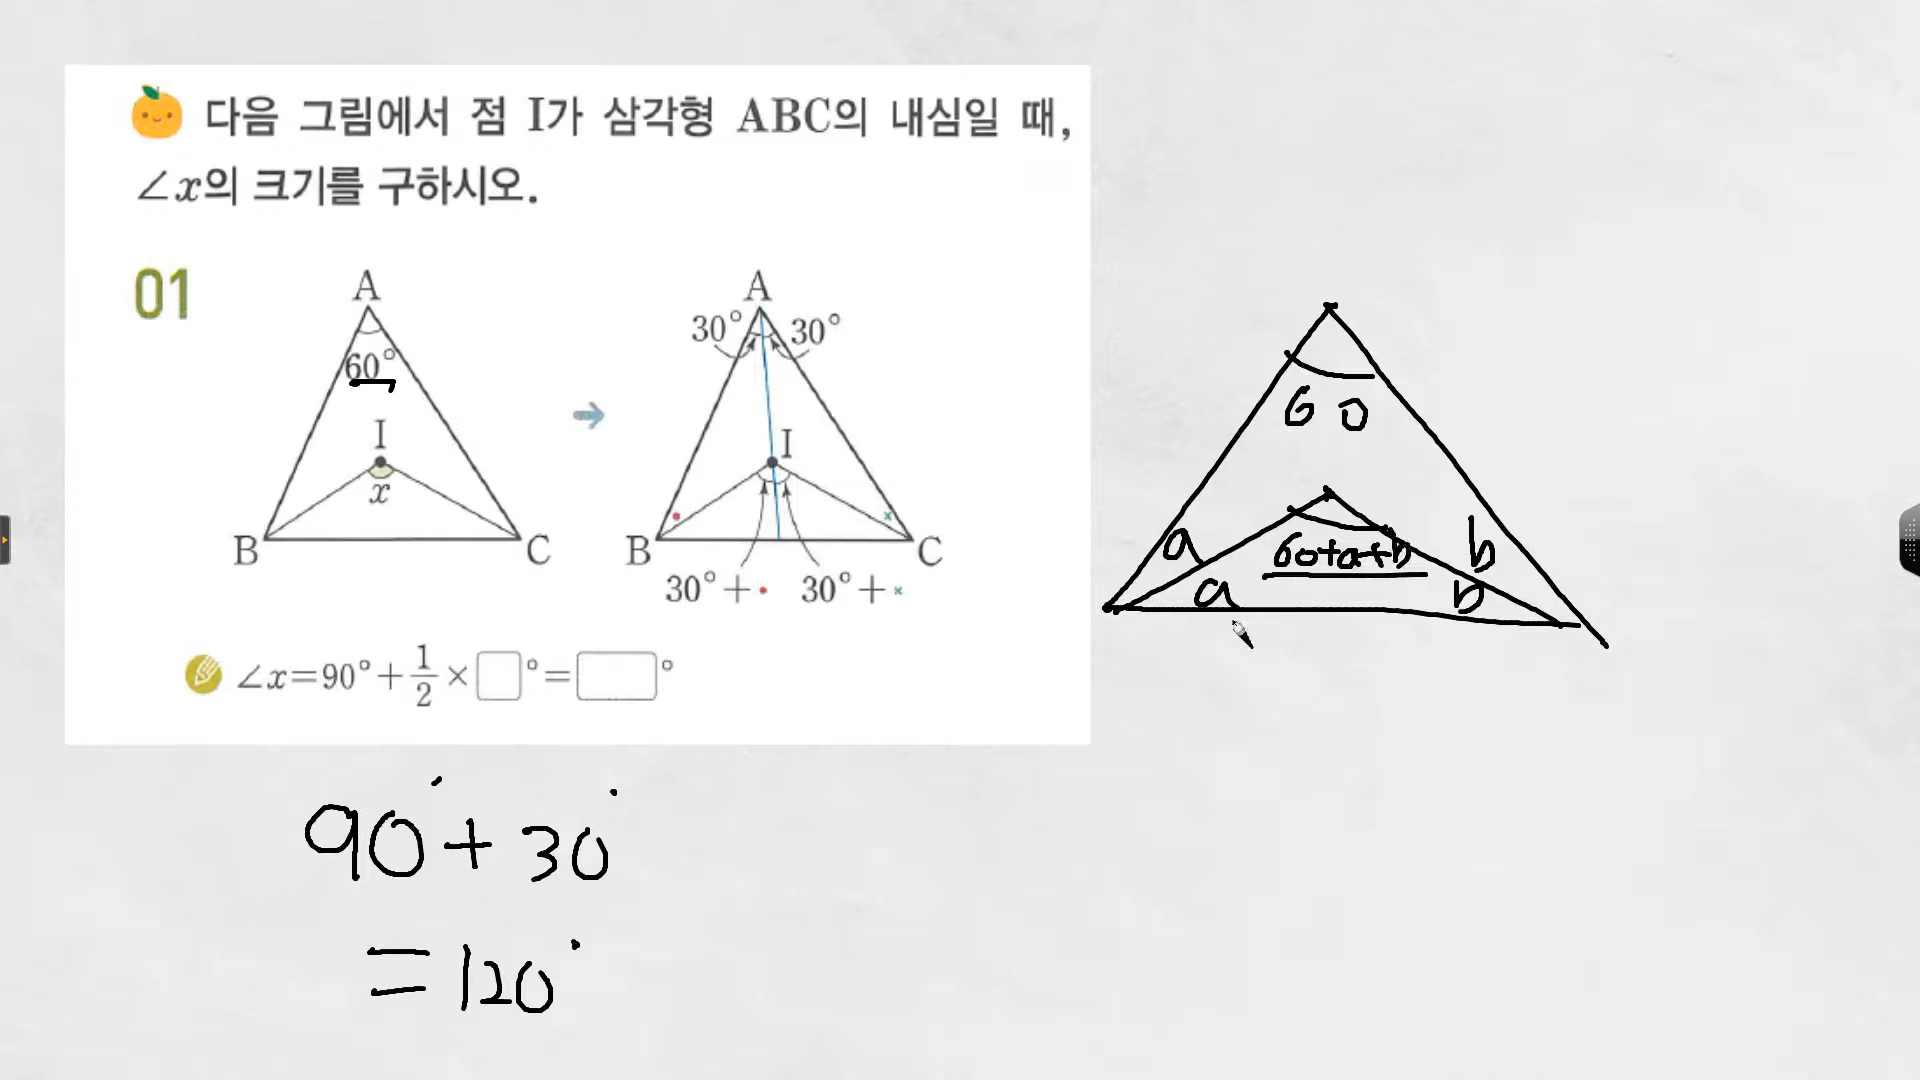 다음 그림에서 점 I가 삼각형 ABC의 내심일 때,
∠x의 크기를 구하시오.
01
A
60°
I
x
B
C
A
30°
30°
I
B
C
30°+•
30°+×
∠x=90°+1/2×□°=□°
60
a
b
60+a+b
a
b
90°+30°
=120°